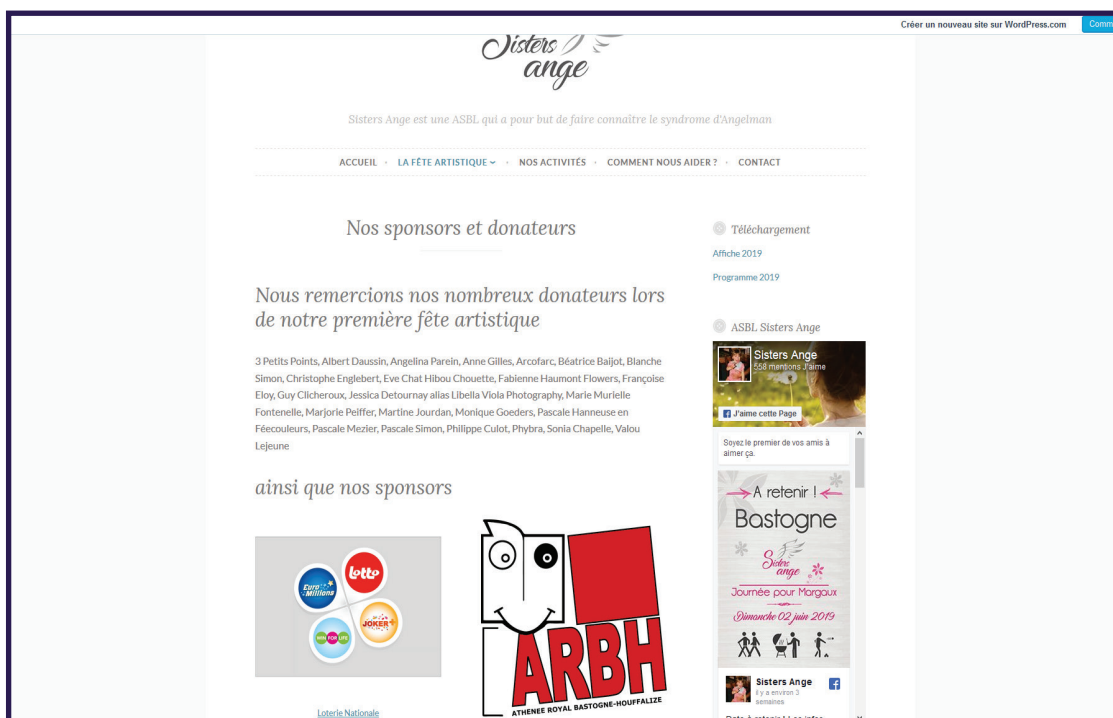 Créer un nouveau site sur WordPress.com
Comm
Sisters
ange
Sisters Ange est une ASBL qui a pour but de faire connaître le syndrome d'Angelman
ACCUEIL
LA FÊTE ARTISTIQUE
NOS ACTIVITÉS
COMMENT NOUS AIDER ?
CONTACT
Nos sponsors et donateurs
Nous remercions nos nombreux donateurs lors
de notre première fête artistique
3 Petits Points, Albert Daussin, Angelina Parein, Anne Gilles, Arcofarc, Béatrice Baijot, Blanche
Simon, Christophe Englebert, Eve Chat Hibou Chouette, Fabienne Haumont Flowers, Françoise
Eloy, Guy Clicheroux, Jessica Detournay alias Libella Viola Photography, Marie Murielle
Fontenelle, Marjorie Peiffer, Martine Jourdan, Monique Goeders, Pascale Hanneuse en
Féecouleurs, Pascale Mezier, Pascale Simon, Philippe Culot, Phybra, Sonia Chapelle, Valou
Lejeune
ainsi que nos sponsors
Euro
Millions
lotto
WIN FOR LIFE
JOKER+
Loterie Nationale
ARBH
ATHENEE ROYAL BASTOGNE-HOUFFALIZE
Téléchargement
Affiche 2019
Programme 2019
ASBL Sisters Ange
Sisters Ange
558 mentions J'aime
J'aime cette Page
Soyez le premier de vos amis à
aimer ça.
A retenir !
Bastogne
Sisters
ange
Journée pour Margaux
Dimanche 02 juin 2019
Sisters Ange
il y a environ 3
semaines
Date à retenir ! Les infos